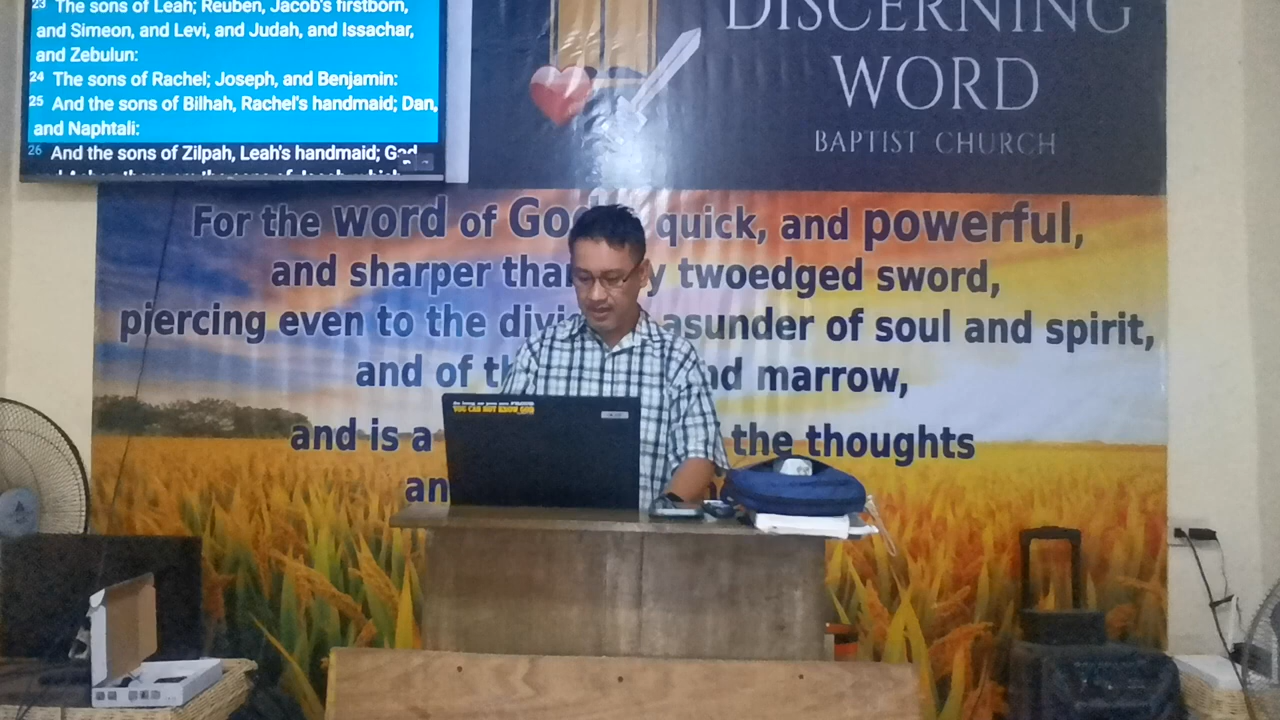 23 The sons of Leah; Reuben, Jacob's firstborn,
and Simeon, and Levi, and Judah, and Issachar,
and Zebulun:
24 The sons of Rachel; Joseph, and Benjamin:
25 And the sons of Bilhah, Rachel's handmaid; Dan,
and Naphtali:
26 And the sons of Zilpah, Leah's handmaid; Gad
DISCERNING
WORD
BAPTIST CHURCH
For the word of God quick, and powerful,
and sharper than twoedged sword,
piercing even to the asunder of soul and spirit,
and of marrow,
and is a the thoughts
YOU CAN NOT KNOW GOD